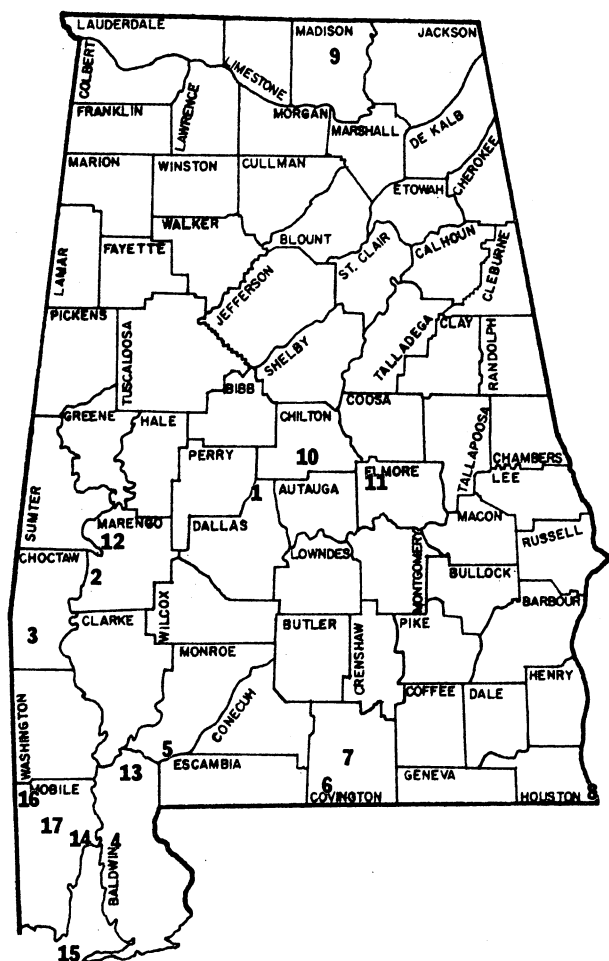 LAUDERDALE
MADISON
JACKSON
9
COLBERT
LIMESTONE
FRANKLIN
LAWRENCE
MORGAN
MARSHALL
DE KALB
MARION
WINSTON
CULLMAN
CHEROKEE
ETOWAH
WALKER
BLOUNT
ST. CLAIR
CALHOUN
CLEBURNE
LAMAR
FAYETTE
JEFFERSON
PICKENS
TUSCALOOSA
SHELBY
TALLADEGA
CLAY
RANDOLPH
BIBB
COOSA
GREENE
HALE
CHILTON
TALLAPOOSA
CHAMBERS
PERRY
10
ELMORE
LEE
11
1
AUTAUGA
SUMTER
MARENGO
DALLAS
MACON
12
RUSSELL
CHOCTAW
LOWNDES
MONTGOMERY
BULLOCK
2
BARBOUR
3
CLARKE
WILCOX
BUTLER
CRENSHAW
PIKE
MONROE
HENRY
WASHINGTON
CONECUH
COFFEE
DALE
5
13
ESCAMBIA
7
GENEVA
16
MOBILE
6
COVINGTON
HOUSTON
8
17
14
4
BALDWIN
15